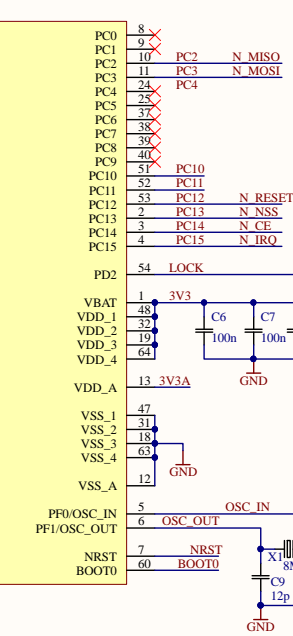 PC0 8
PC1 9
PC2 10 PC2 N_MISO
PC3 11 PC3 N_MOSI
PC4 24 PC4
PC5 25
PC6 37
PC7 38
PC8 39
PC9 40
PC10 51 PC10
PC11 52 PC11
PC12 53 PC12 N_RESET
PC13 2 PC13 N_NSS
PC14 3 PC14 N_CE
PC15 4 PC15 N_IRQ
PD2 54 LOCK
VBAT 1 3V3
VDD_1 48 C6 C7
VDD_2 32 100n 100n
VDD_3 19
VDD_4 64
GND
VDD_A 13 3V3A
VSS_1 47
VSS_2 31
VSS_3 18
VSS_4 63
GND
VSS_A 12
PF0/OSC_IN 5 OSC_IN
PF1/OSC_OUT 6 OSC_OUT
NRST 7 NRST
X1 8M
BOOT0 60 BOOT0
C9
12p
GND